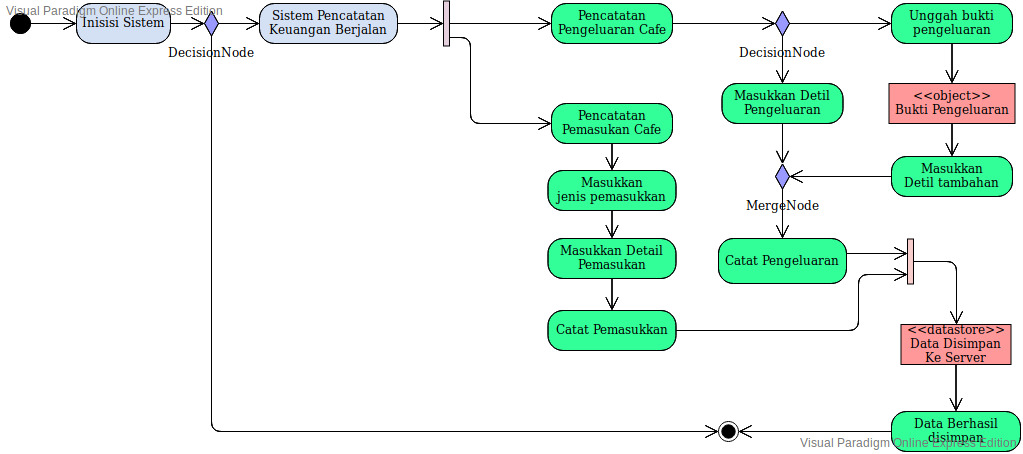 Visual Paradigm Online Express Edition
Inisisi Sistem
DecisionNode
Sistem Pencatatan
Keuangan Berjalan
Pencatatan
Pengeluaran Cafe
DecisionNode
Unggah bukti
pengeluaran
Masukkan Detil
Pengeluaran
<<object>>
Bukti Pengeluaran
Pencatatan
Pemasukan Cafe
Masukkan
jenis pemasukkan
Masukkan
Detil tambahan
MergeNode
Masukkan Detail
Pemasukan
Catat Pengeluaran
Catat Pemasukkan
<<datastore>>
Data Disimpan
Ke Server
Data Berhasil
disimpan
Visual Paradigm Online Express Edition